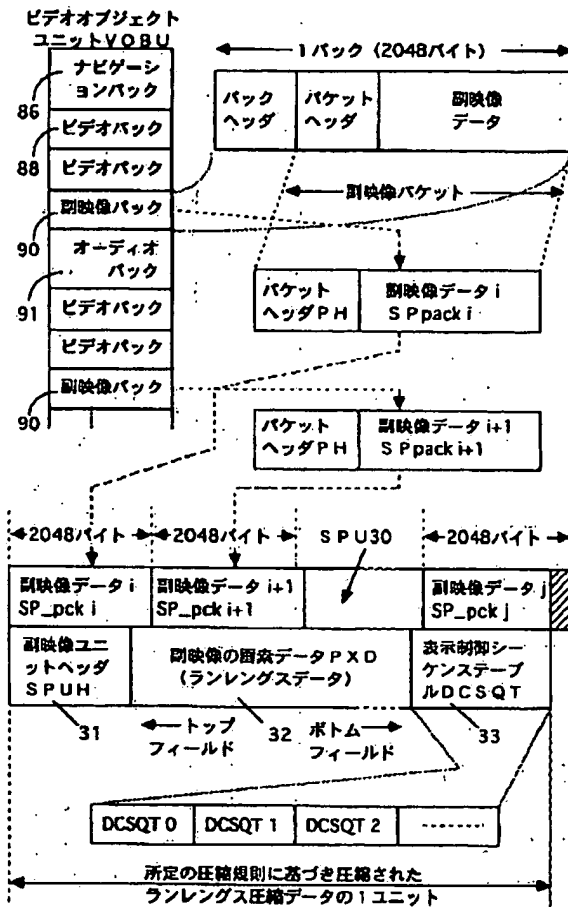 ビデオオブジェクト
ユニットVOBU
ナビゲーシ
ョンパック
86
ビデオパック
88
ビデオパック
副映像パック
90
オーディオ
パック
91
ビデオパック
ビデオパック
副映像パック
90
1パック(2048バイト)
パック
ヘッダ
パケット
ヘッダ
副映像
データ
副映像パケット
パケット
ヘッダPH
副映像データ i
SPpack i
パケット
ヘッダPH
副映像データ i+1
SPpack i+1
2048バイト
2048バイト
SPU30
2048バイト
副映像データ i
SP_pck i
副映像データ i+1
SP_pck i+1
副映像データ j
SP_pck j
副映像ユニ
ットヘッダ
SPUH
副映像の画素データPXD
(ランレングスデータ)
表示制御シー
ケンステーブ
ルDCSQT
31
トップ
フィールド
32
ボトム
フィールド
33
DCSQT 0
DCSQT 1
DCSQT 2
所定の圧縮規則に基づき圧縮された
ランレングス圧縮データの1ユニット